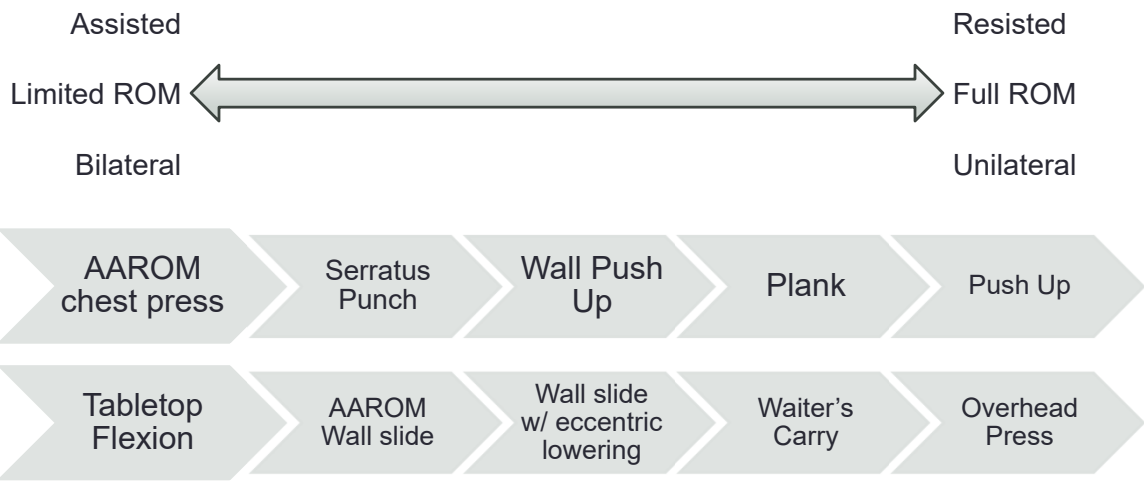 Assisted
Resisted
Limited ROM
Full ROM
Bilateral
Unilateral
AAROM
chest press
Serratus
Punch
Wall Push
Up
Plank
Push Up
Tabletop
Flexion
AAROM
Wall slide
Wall slide
w/ eccentric
lowering
Waiter’s
Carry
Overhead
Press